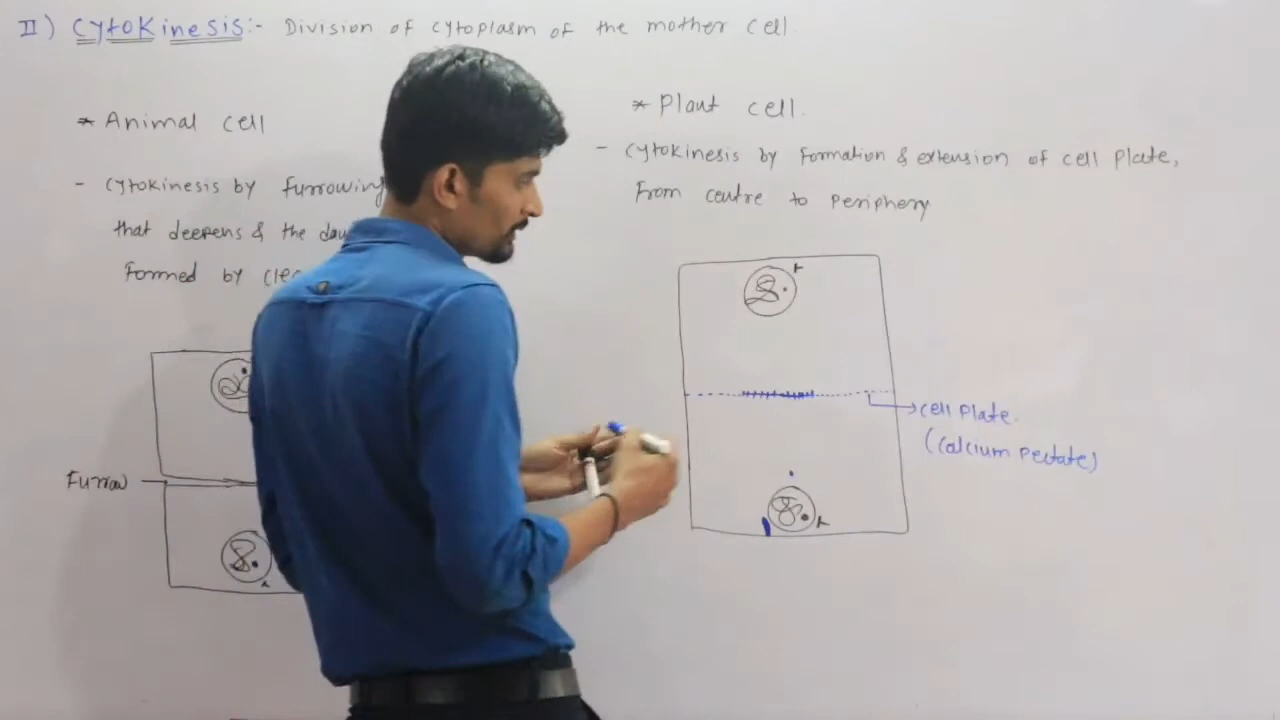 II) Cytokinesis:- Division of cytoplasm of the mother cell
* Animal cell
- Cytokinesis by furrowing
that deepens & the
Formed by
Furrow
* Plant cell.
- Cytokinesis by Formation & extension of cell plate,
From centre to periphery
cell plate.
(Calcium pectate)